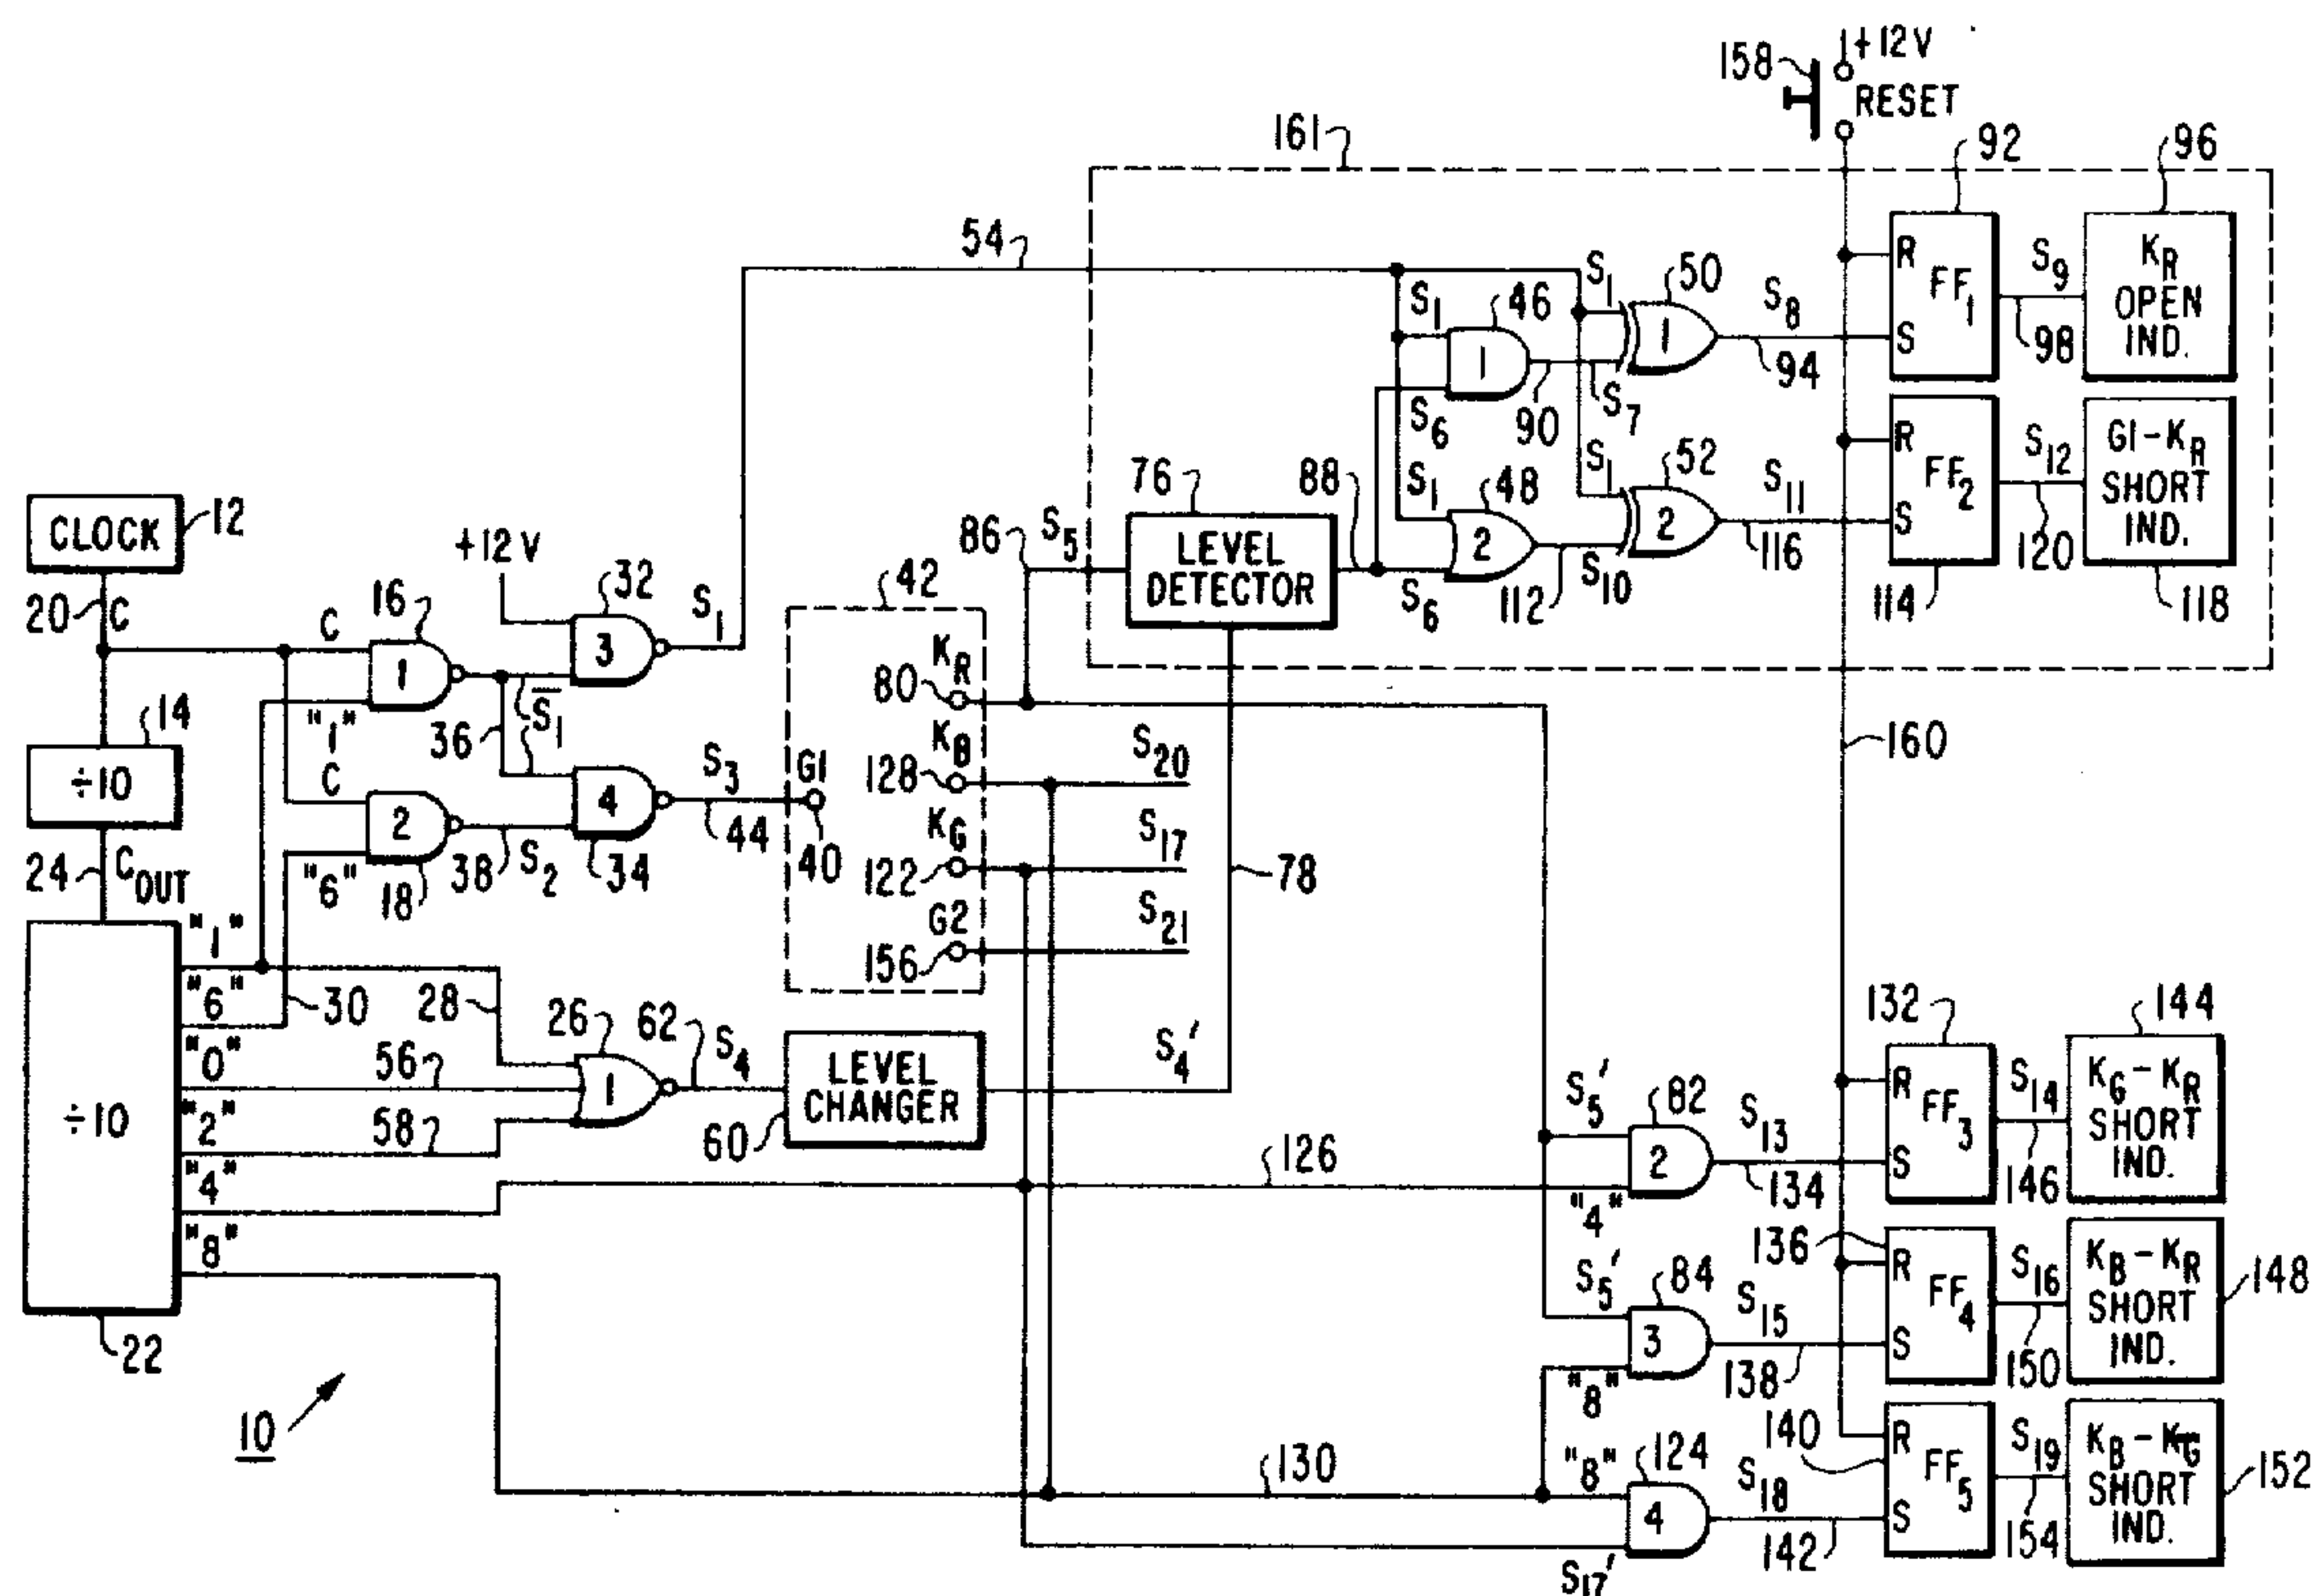 158
+12V
RESET
161
92
96
54
R
FF1
S
S9
98
KR
OPEN
IND.
S1
46
1
S6
90
S7
S1
50
1
S8
94
R
FF2
S
114
S12
120
G1-KR
SHORT
IND.
118
S1
48
2
S1
52
2
S11
116
S10
112
76
LEVEL
DETECTOR
88
S6
86
S5
CLOCK
12
20
C
+12V
32
3
S1
C
16
1
"1"
36
S̅1
42
KR
80
KB
128
S20
KG
122
S17
G2
156
S21
14
÷10
C
2
"6"
18
38
S2
4
34
S3
44
G1
40
78
160
24
COUT
÷10
22
"1"
"6"
"0"
"2"
"4"
"8"
30
28
56
58
26
1
62
S4
LEVEL
CHANGER
60
S4'
126
S5'
82
2
"4"
S13
134
132
R
FF3
S
S14
146
144
KG-KR
SHORT
IND.
S5'
84
3
"8"
S15
138
136
R
FF4
S
S16
150
KB-KR
SHORT
IND.
148
10
130
"8"
124
4
S17'
S18
142
140
R
FF5
S
S19
154
KB-KG
SHORT
IND.
152